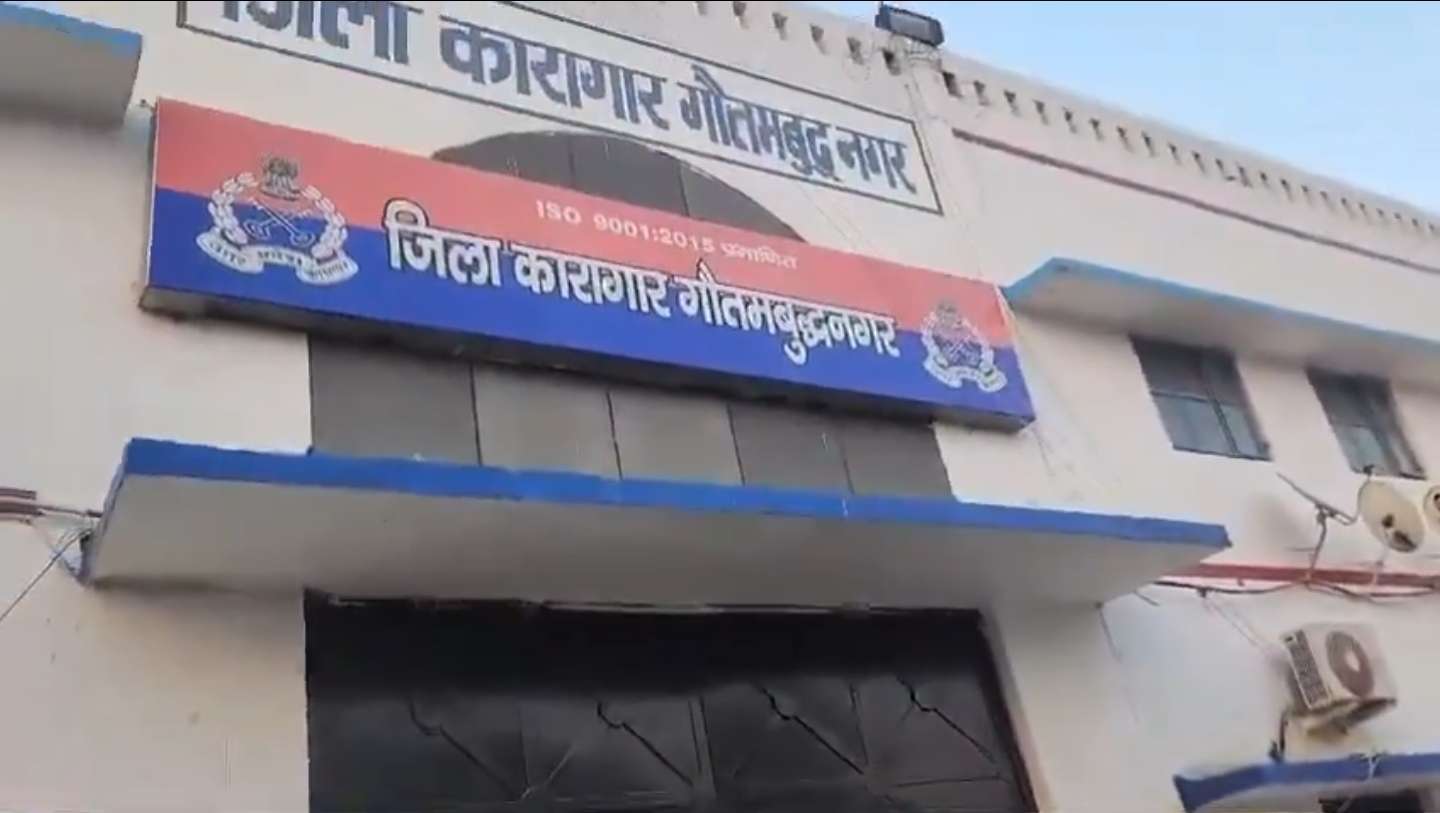 जिला कारागार गौतमबुद्ध नगर
ISO 9001:2015 प्रमाणित
जिला कारागार गौतमबुद्धनगर